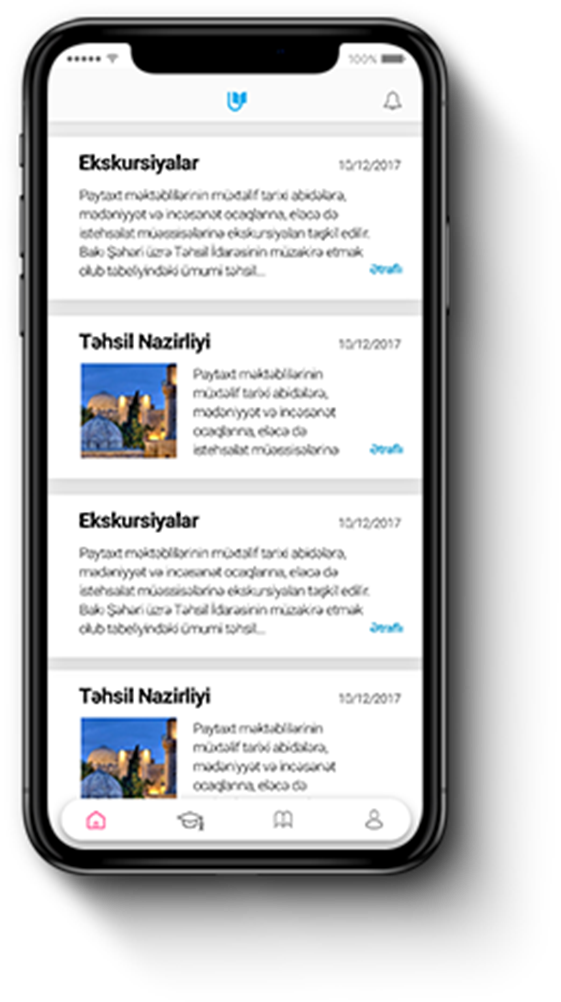 100%
Ekskursiyalar 10/12/2017
Paytaxt məktəblilərinin müxtəlif tarixi abidələrə,
mədəniyyət və incəsənət ocaqlarına, eləcə də
istehsalat müəssisələrinə ekskursiyaları təşkil edilir.
Bakı Şəhəri üzrə Təhsil İdarəsinin müzakirə etmək
olub tabeliyindəki ümumi təhsil...
Ətraflı
Təhsil Nazirliyi 10/12/2017
Paytaxt məktəblilərinin
müxtəlif tarixi abidələrə,
mədəniyyət və incəsənət
ocaqlarına, eləcə də
istehsalat müəssisələrinə
Ətraflı
Ekskursiyalar 10/12/2017
Paytaxt məktəblilərinin müxtəlif tarixi abidələrə,
mədəniyyət və incəsənət ocaqlarına, eləcə də
istehsalat müəssisələrinə ekskursiyaları təşkil edilir.
Bakı Şəhəri üzrə Təhsil İdarəsinin müzakirə etmək
olub tabeliyindəki ümumi təhsil...
Ətraflı
Təhsil Nazirliyi 10/12/2017
Paytaxt məktəblilərinin
müxtəlif tarixi abidələrə,
mədəniyyət və incəsənət
ocaqlarına, eləcə də